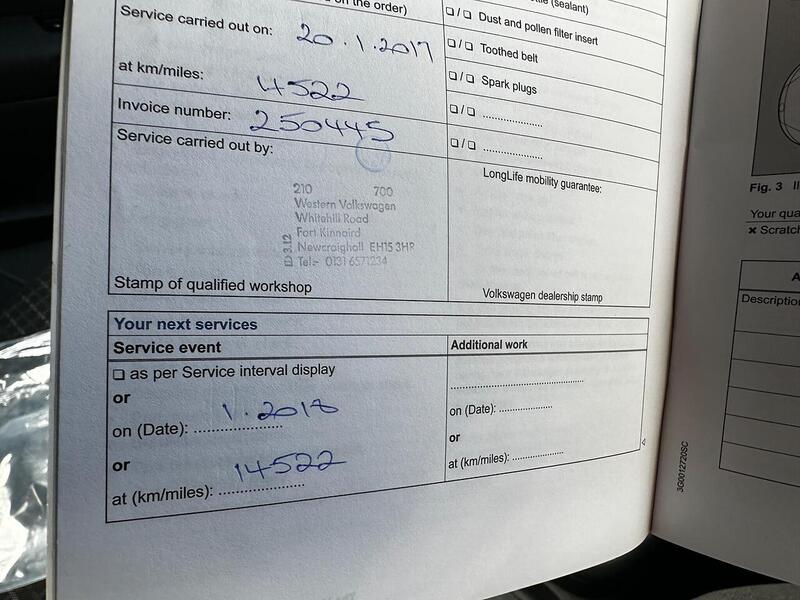 on the order)
Service carried out on: 20.1.2017
at km/miles: 4522
Invoice number: 250445
Service carried out by:
210 700
Western Volkswagen
Whitehill Road
Fort Kinnaird
Newcraighall EH15 3HR
Tel:- 0131 6571234
ID 3.12
Stamp of qualified workshop
(sealant)
❑ / ❑ Dust and pollen filter insert
❑ / ❑ Toothed belt
❑ / ❑ Spark plugs
❑ / ❑ ....................
❑ / ❑ ....................
LongLife mobility guarantee:
Volkswagen dealership stamp
Your next services
Service event
❑ as per Service interval display
or
on (Date): 1.2018
or
at (km/miles): 14522
Additional work
on (Date): ....................
or
at (km/miles): ....................
3G0012720SC
Fig. 3
Your qua
✖ Scratch
A
Description